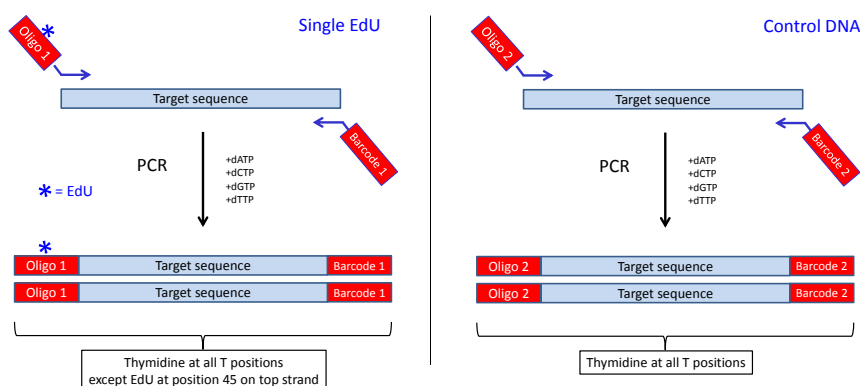 Single EdU
Oligo 1
*
Target sequence
Barcode 1
PCR
+dATP
+dCTP
+dGTP
+dTTP
* = EdU
*
Oligo 1 Target sequence Barcode 1
Oligo 1 Target sequence Barcode 1
Thymidine at all T positions
except EdU at position 45 on top strand
Control DNA
Oligo 2
Target sequence
Barcode 2
PCR
+dATP
+dCTP
+dGTP
+dTTP
Oligo 2 Target sequence Barcode 2
Oligo 2 Target sequence Barcode 2
Thymidine at all T positions